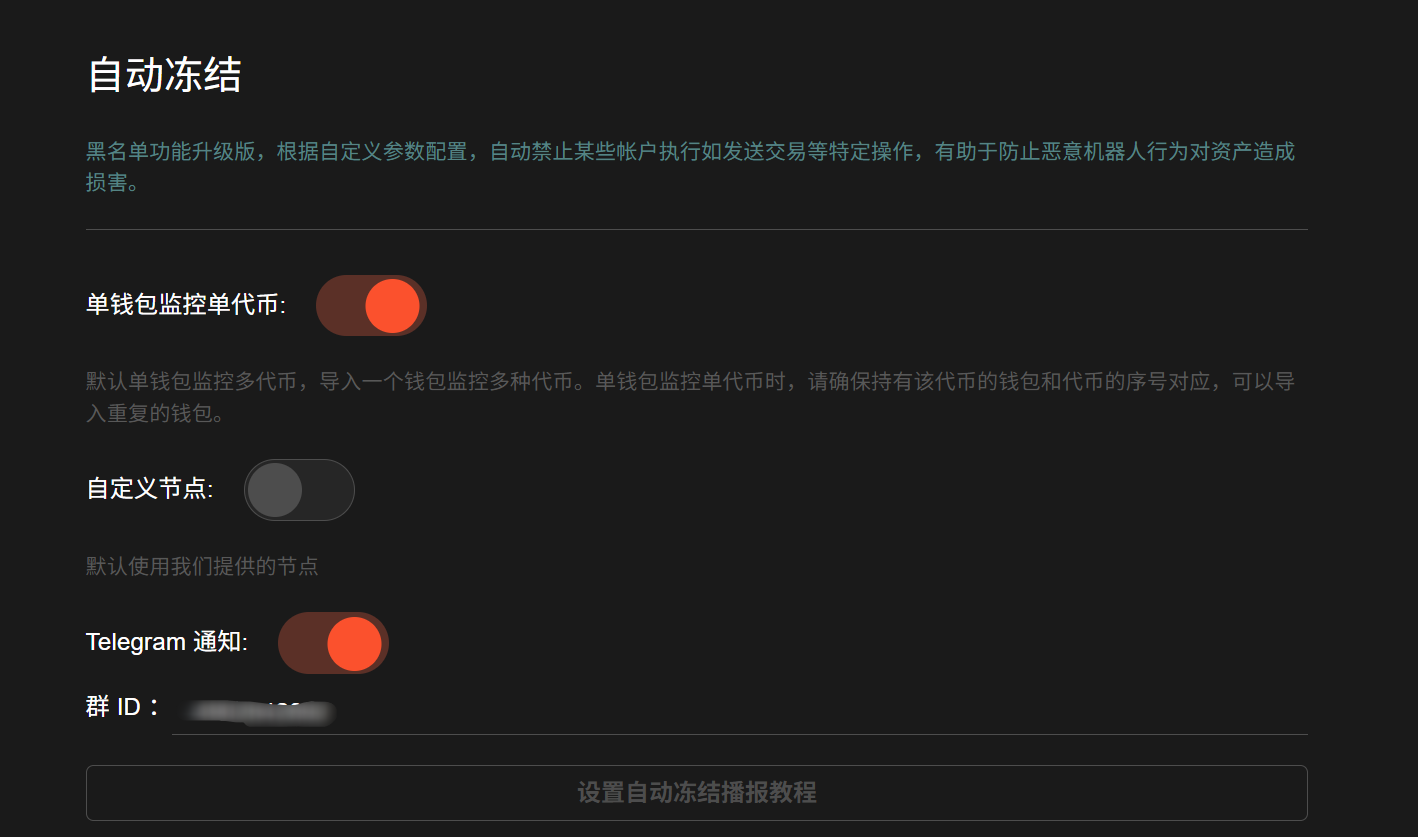 自动冻结
黑名单功能升级版，根据自定义参数配置，自动禁止某些帐户执行如发送交易等特定操作，有助于防止恶意机器人行为对资产造成
损害。
单钱包监控单代币:
默认单钱包监控多代币，导入一个钱包监控多种代币。单钱包监控单代币时，请确保持有该代币的钱包和代币的序号对应，可以导
入重复的钱包。
自定义节点:
默认使用我们提供的节点
Telegram 通知:
群 ID ：
设置自动冻结播报教程